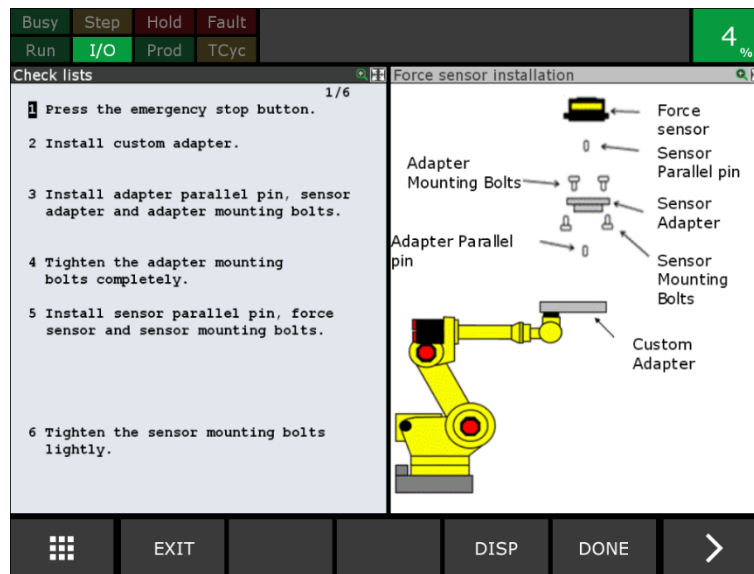 Busy Step Hold Fault
Run I/O Prod TCyc
4
%
Check lists
1/6
1 Press the emergency stop button.
2 Install custom adapter.
3 Install adapter parallel pin, sensor
adapter and adapter mounting bolts.
4 Tighten the adapter mounting
bolts completely.
5 Install sensor parallel pin, force
sensor and sensor mounting bolts.
6 Tighten the sensor mounting bolts
lightly.
Force sensor installation
Force
sensor
Sensor
Parallel pin
Adapter
Mounting Bolts
Sensor
Adapter
Adapter Parallel
pin
Sensor
Mounting
Bolts
Custom
Adapter
EXIT
DISP
DONE